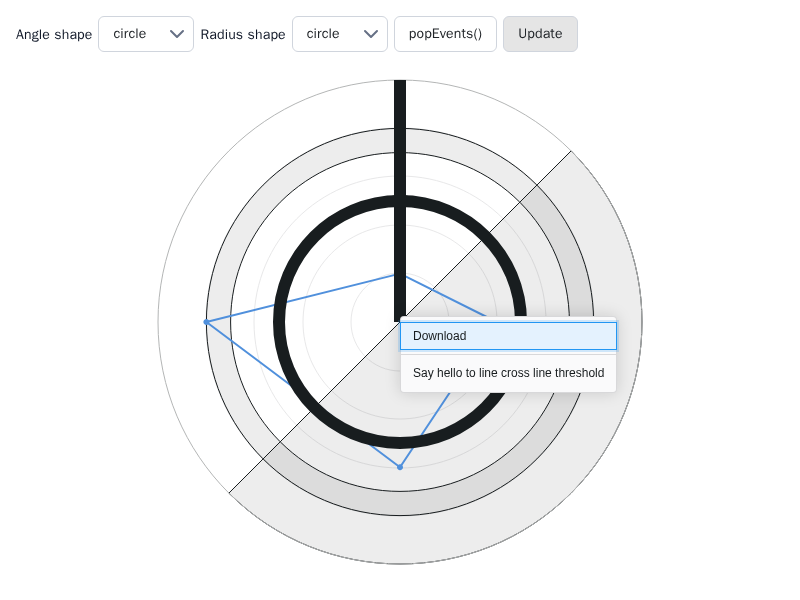 Angle shape circle Radius shape circle popEvents() Update
Download
Say hello to line cross line threshold